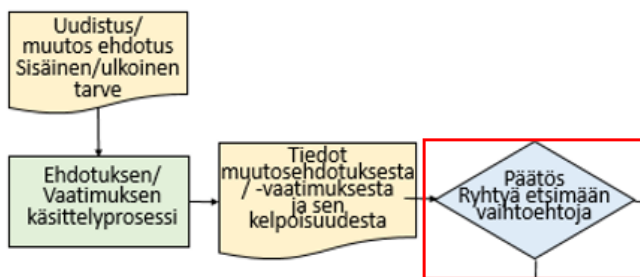 Uudistus/
muutos ehdotus
Sisäinen/ulkoinen
tarve
Ehdotuksen/
Vaatimuksen
käsittelyprosessi
Tiedot
muutosehdotuksesta
/ -vaatimuksesta
ja sen
kelpoisuudesta
Päätös
Ryhtyä etsimään
vaihtoehtoja